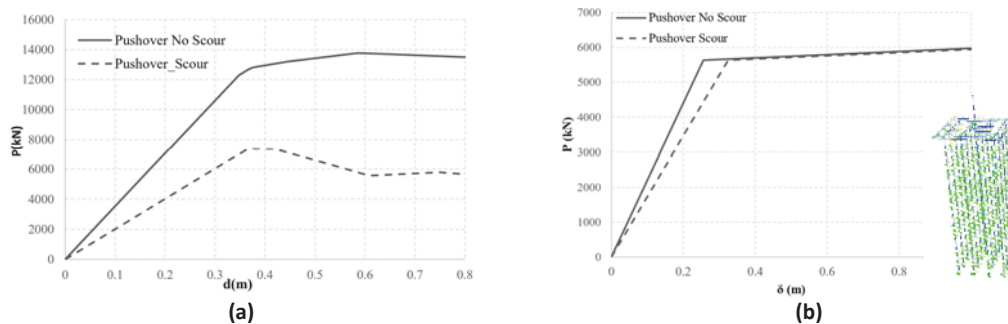 16000
14000
12000
10000
8000
6000
4000
2000
0
P(kN)
Pushover No Scour
Pushover_Scour
0 0.1 0.2 0.3 0.4 0.5 0.6 0.7 0.8
d(m)
(a)
7000
6000
5000
4000
3000
2000
1000
0
P (kN)
Pushover No Scour
Pushover Scour
0 0.2 0.4 0.6 0.8
δ (m)
(b)